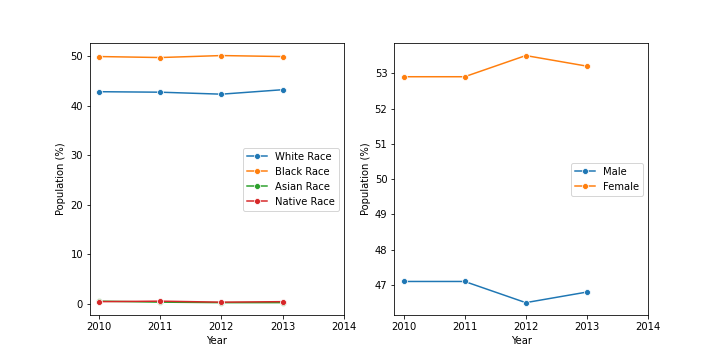 Population (%)
50
40
30
20
10
0
White Race
Black Race
Asian Race
Native Race
2010 2011 2012 2013 2014
Year
Population (%)
53
52
51
50
49
48
47
Male
Female
2010 2011 2012 2013 2014
Year